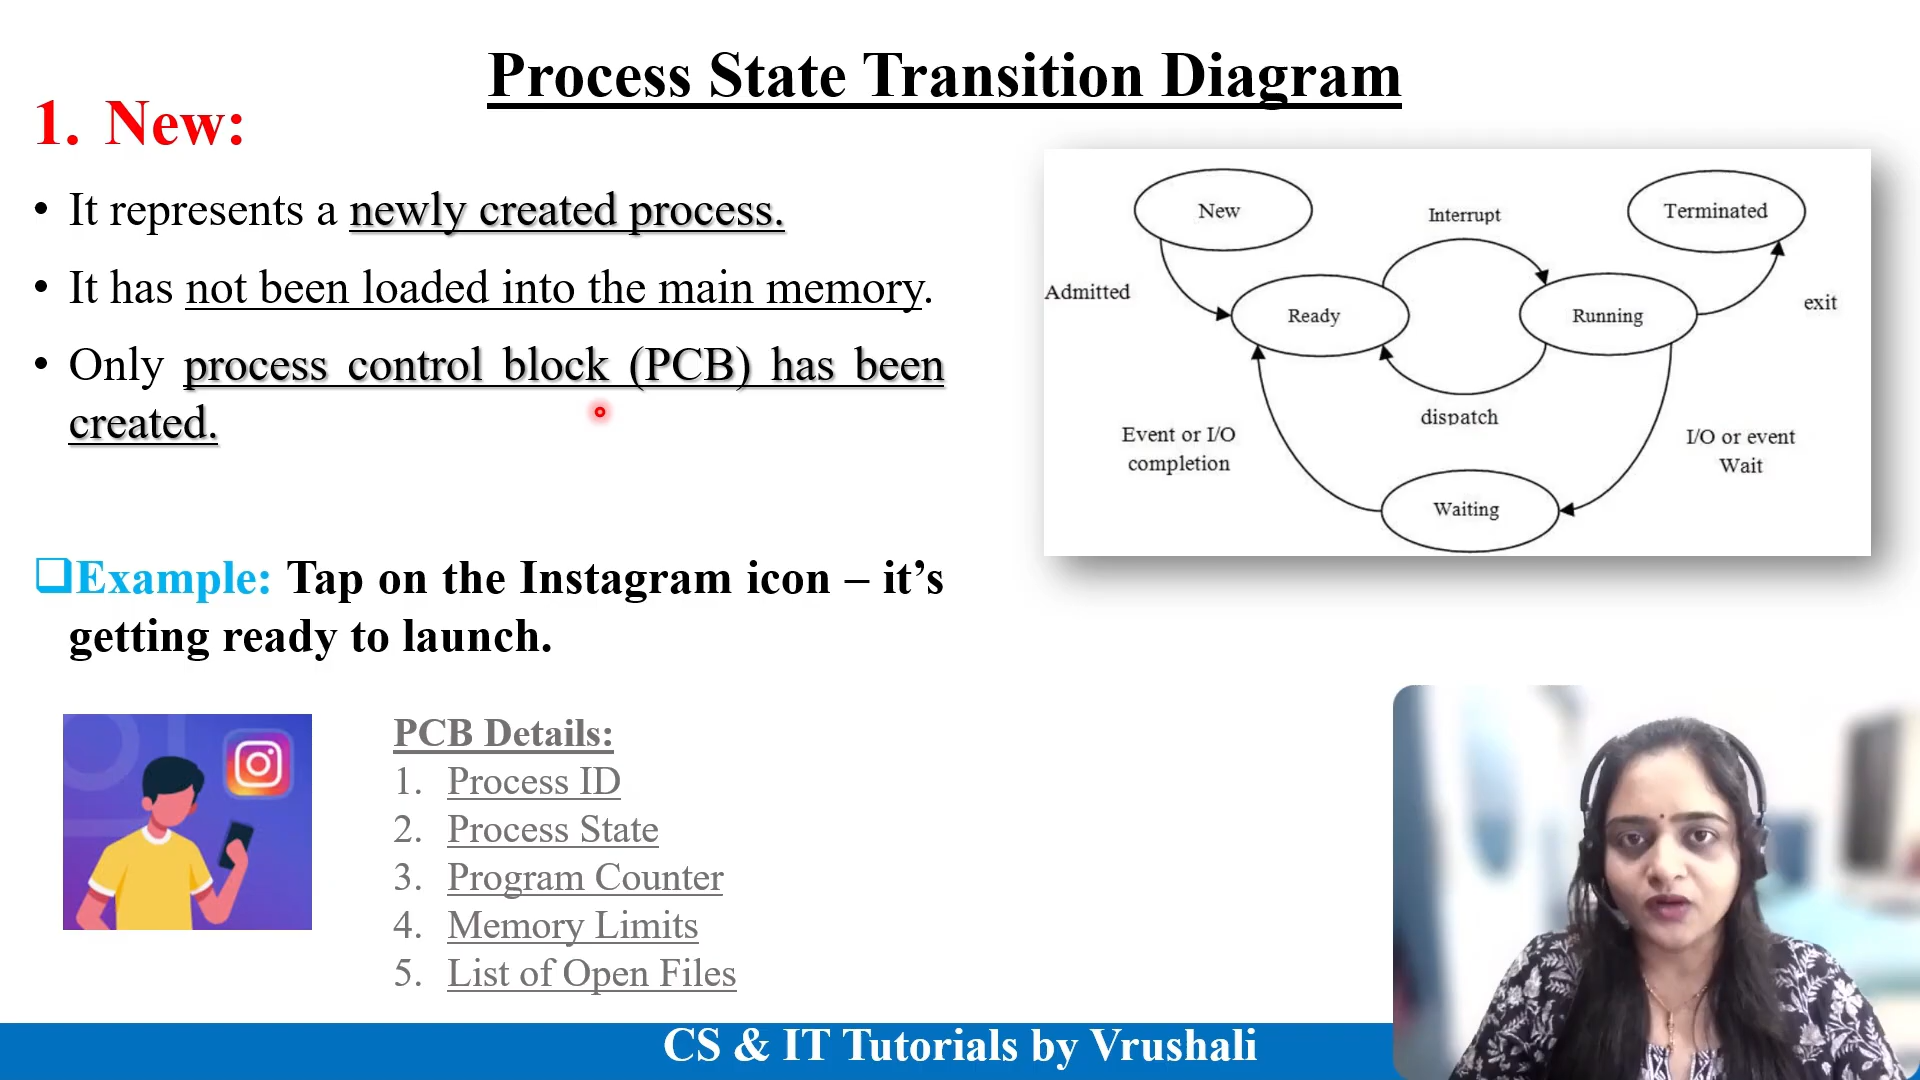 Process State Transition Diagram
1. New:
• It represents a newly created process.
• It has not been loaded into the main memory.
• Only process control block (PCB) has been
created.
❑Example: Tap on the Instagram icon – it’s
getting ready to launch.
PCB Details:
1. Process ID
2. Process State
3. Program Counter
4. Memory Limits
5. List of Open Files
New
Interrupt
Terminated
Admitted
Ready
Running
exit
dispatch
Event or I/O
completion
I/O or event
Wait
Waiting
CS & IT Tutorials by Vrushali